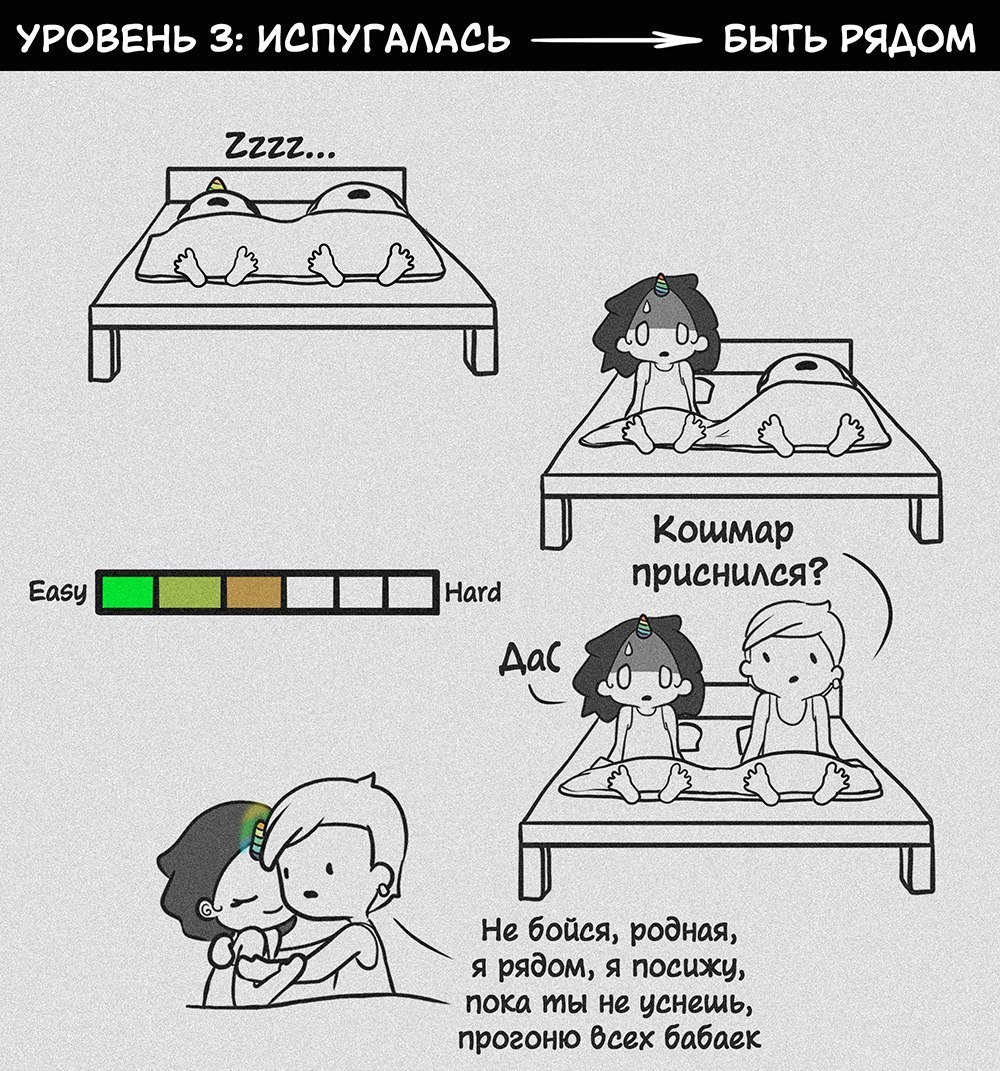 УРОВЕНЬ 3: ИСПУГАЛАСЬ БЫТЬ РЯДОМ
Zzzz...
Кошмар
приснился?
Easy Hard
Да(
Не бойся, родная,
я рядом, я посижу,
пока ты не уснешь,
прогоню всех бабаек